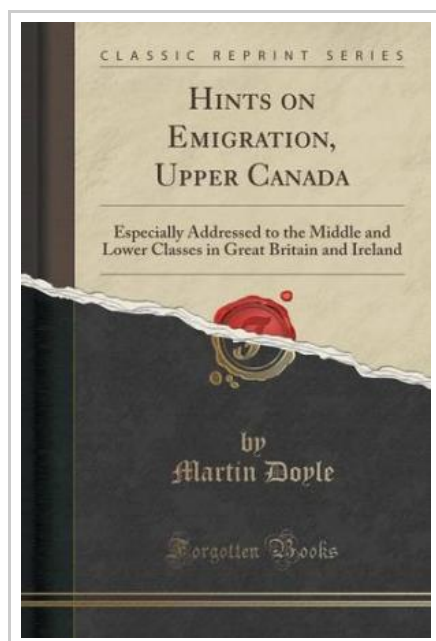 CLASSIC REPRINT SERIES
HINTS ON
EMIGRATION,
UPPER CANADA
Especially Addressed to the Middle and
Lower Classes in Great Britain and Ireland
F
by
Martin Doyle
Forgotten Books